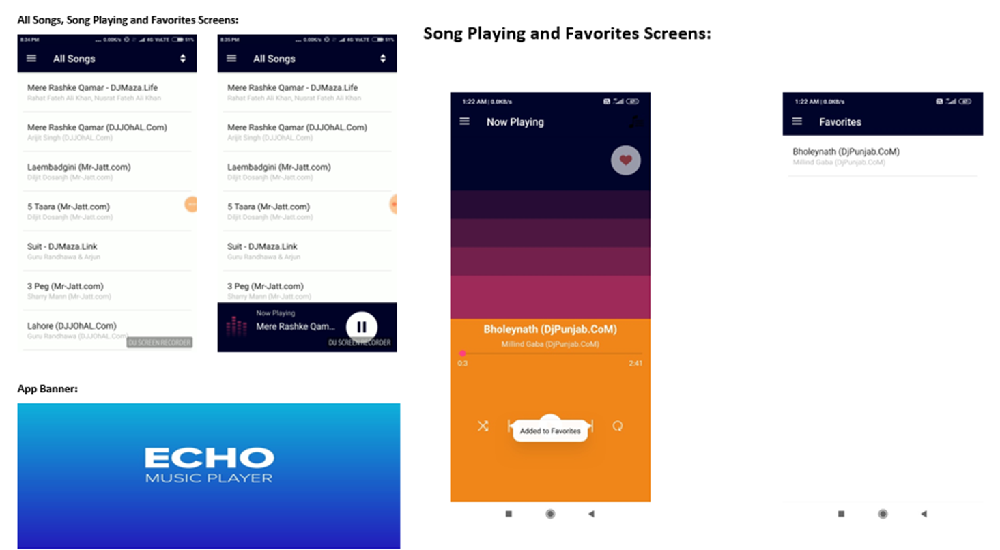 All Songs, Song Playing and Favorites Screens:
8:34 PM ... 0.00K/s 4G VoLTE 51%
All Songs
Mere Rashke Qamar - DJMaza.Life
Rahat Fateh Ali Khan, Nusrat Fateh Ali Khan
Mere Rashke Qamar (DJJOhAL.Com)
Arijit Singh (DJJOhAL.Com)
Laembadgini (Mr-Jatt.com)
Diljit Dosanjh (Mr-Jatt.com)
5 Taara (Mr-Jatt.com)
Diljit Dosanjh (Mr-Jatt.com)
Suit - DJMaza.Link
Guru Randhawa & Arjun
3 Peg (Mr-Jatt.com)
Sharry Mann (Mr-Jatt.com)
Lahore (DJJOhAL.Com)
Guru Randhawa (DJJOhAL.Com)
DU SCREEN RECORDER
8:35 PM ... 0.00K/s 4G VoLTE 51%
All Songs
Mere Rashke Qamar - DJMaza.Life
Rahat Fateh Ali Khan, Nusrat Fateh Ali Khan
Mere Rashke Qamar (DJJOhAL.Com)
Arijit Singh (DJJOhAL.Com)
Laembadgini (Mr-Jatt.com)
Diljit Dosanjh (Mr-Jatt.com)
5 Taara (Mr-Jatt.com)
Diljit Dosanjh (Mr-Jatt.com)
Suit - DJMaza.Link
Guru Randhawa & Arjun
3 Peg (Mr-Jatt.com)
Sharry Mann (Mr-Jatt.com)
Now Playing
Mere Rashke Qam...
DU SCREEN RECORDER
App Banner:
ECHO
MUSIC PLAYER
Song Playing and Favorites Screens:
1:22 AM | 0.0KB/s
Now Playing
Bholeynath (DjPunjab.CoM)
Millind Gaba (DjPunjab.CoM)
0:3 2:41
Added to Favorites
1:22 AM | 0.0KB/s
Favorites
Bholeynath (DjPunjab.CoM)
Millind Gaba (DjPunjab.CoM)